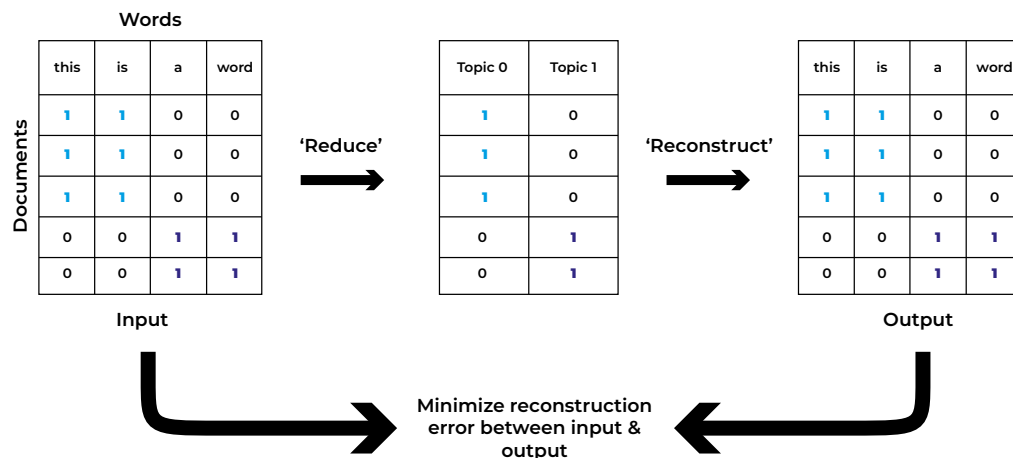 Words
this is a word
1 1 0 0
1 1 0 0
1 1 0 0
0 0 1 1
0 0 1 1
Documents
Input
‘Reduce’
Topic 0 Topic 1
1 0
1 0
1 0
0 1
0 1
‘Reconstruct’
this is a word
1 1 0 0
1 1 0 0
1 1 0 0
0 0 1 1
0 0 1 1
Output
Minimize reconstruction
error between input &
output